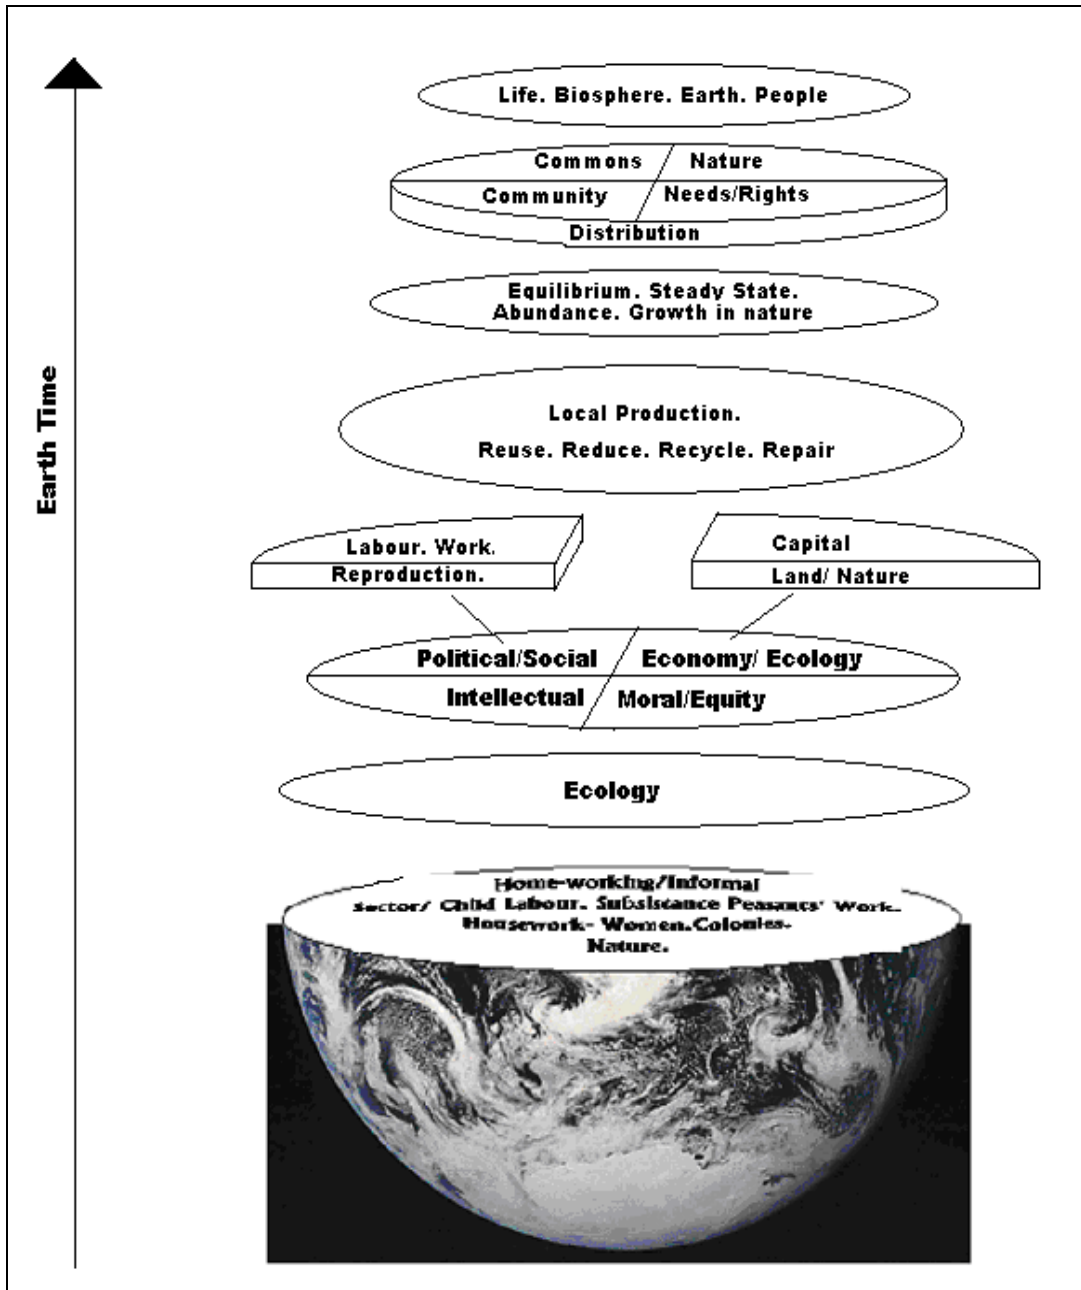 Life. Biosphere. Earth. People
Commons
Nature
Community
Needs/Rights
Distribution
Equilibrium. Steady State.
Abundance. Growth in nature
Local Production.
Reuse. Reduce. Recycle. Repair
Earth Time
Labour. Work.
Reproduction.
Capital
Land/ Nature
Political/Social
Economy/ Ecology
Intellectual
Moral/Equity
Ecology
Home-working/Informal
Sector/ Child Labour. Subsistance Peasants' Work.
Housework- Women.Colonies.
Nature.